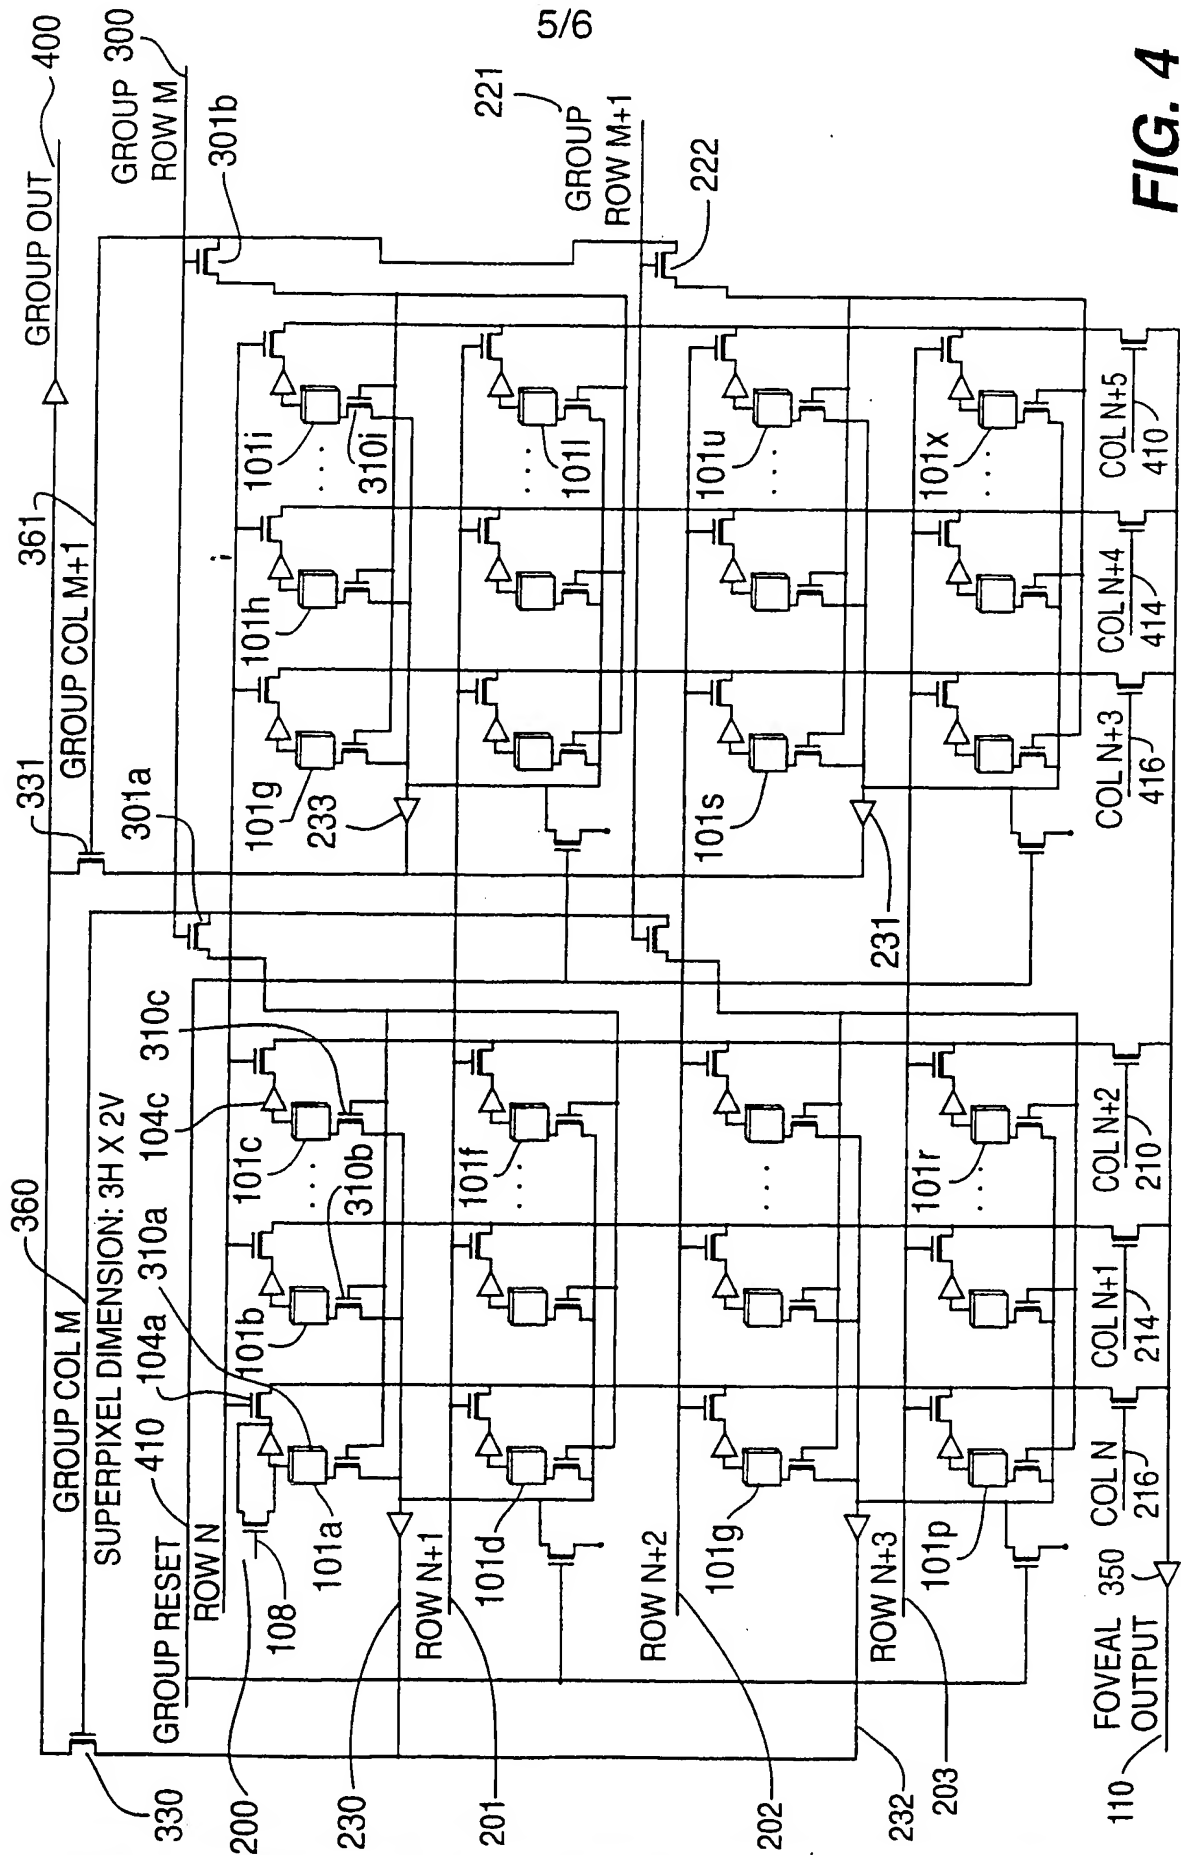 5/6
GROUP OUT 400
GROUP 300
ROW M
301b
361
GROUP COL M+1
331
301a
221
GROUP
ROW M+1
222
360
GROUP COL M
SUPERPIXEL DIMENSION: 3H X 2V
GROUP RESET 410 104a 310a 104c 310c
ROW N
330
200
108
101a
101b
310b
101c
101g
233
101h
i
101i
310i
230
ROW N+1
201
101d
101f
101l
ROW N+2
202
101g
101s
101u
231
232
ROW N+3
203
101p
101r
101x
FOVEAL 350
OUTPUT
110
COL N
216
COL N+1
214
COL N+2
210
COL N+3
416
COL N+4
414
COL N+5
410
FIG. 4